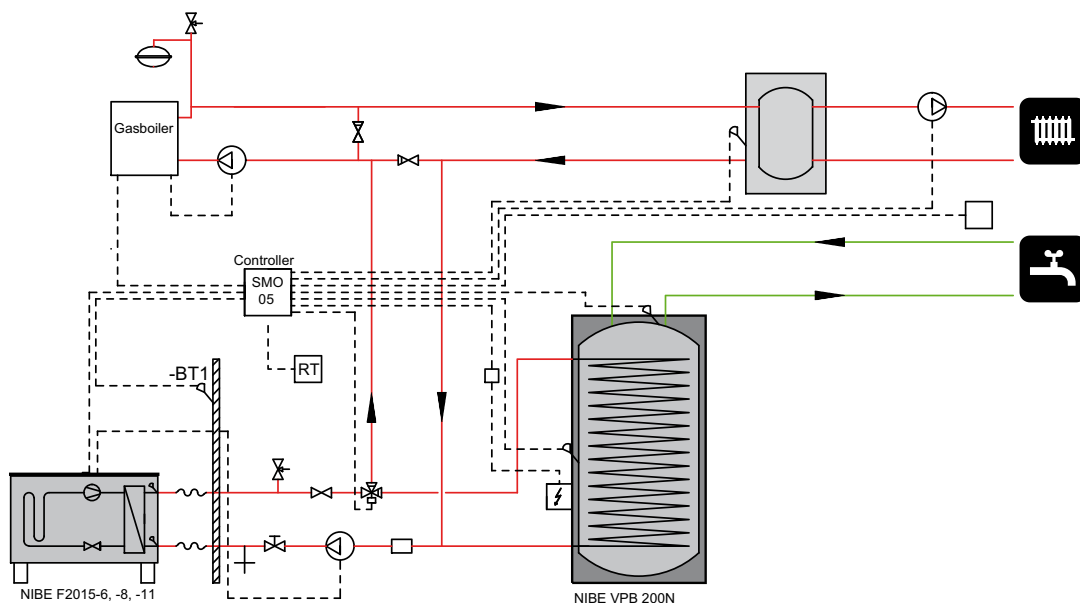 Gasboiler
Controller
SMO
05
RT
-BT1
NIBE F2015-6, -8, -11
NIBE VPB 200N